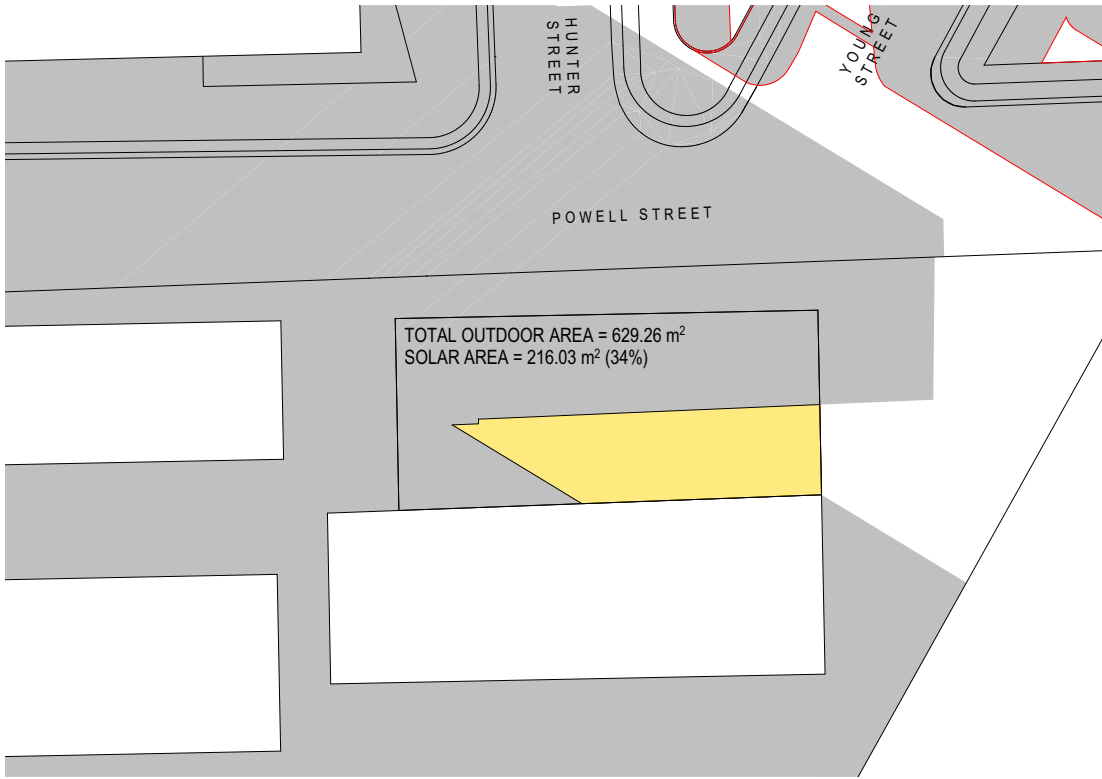 HUNTER
STREET
YOUNG
STREET
POWELL STREET
TOTAL OUTDOOR AREA = 629.26 m²
SOLAR AREA = 216.03 m² (34%)